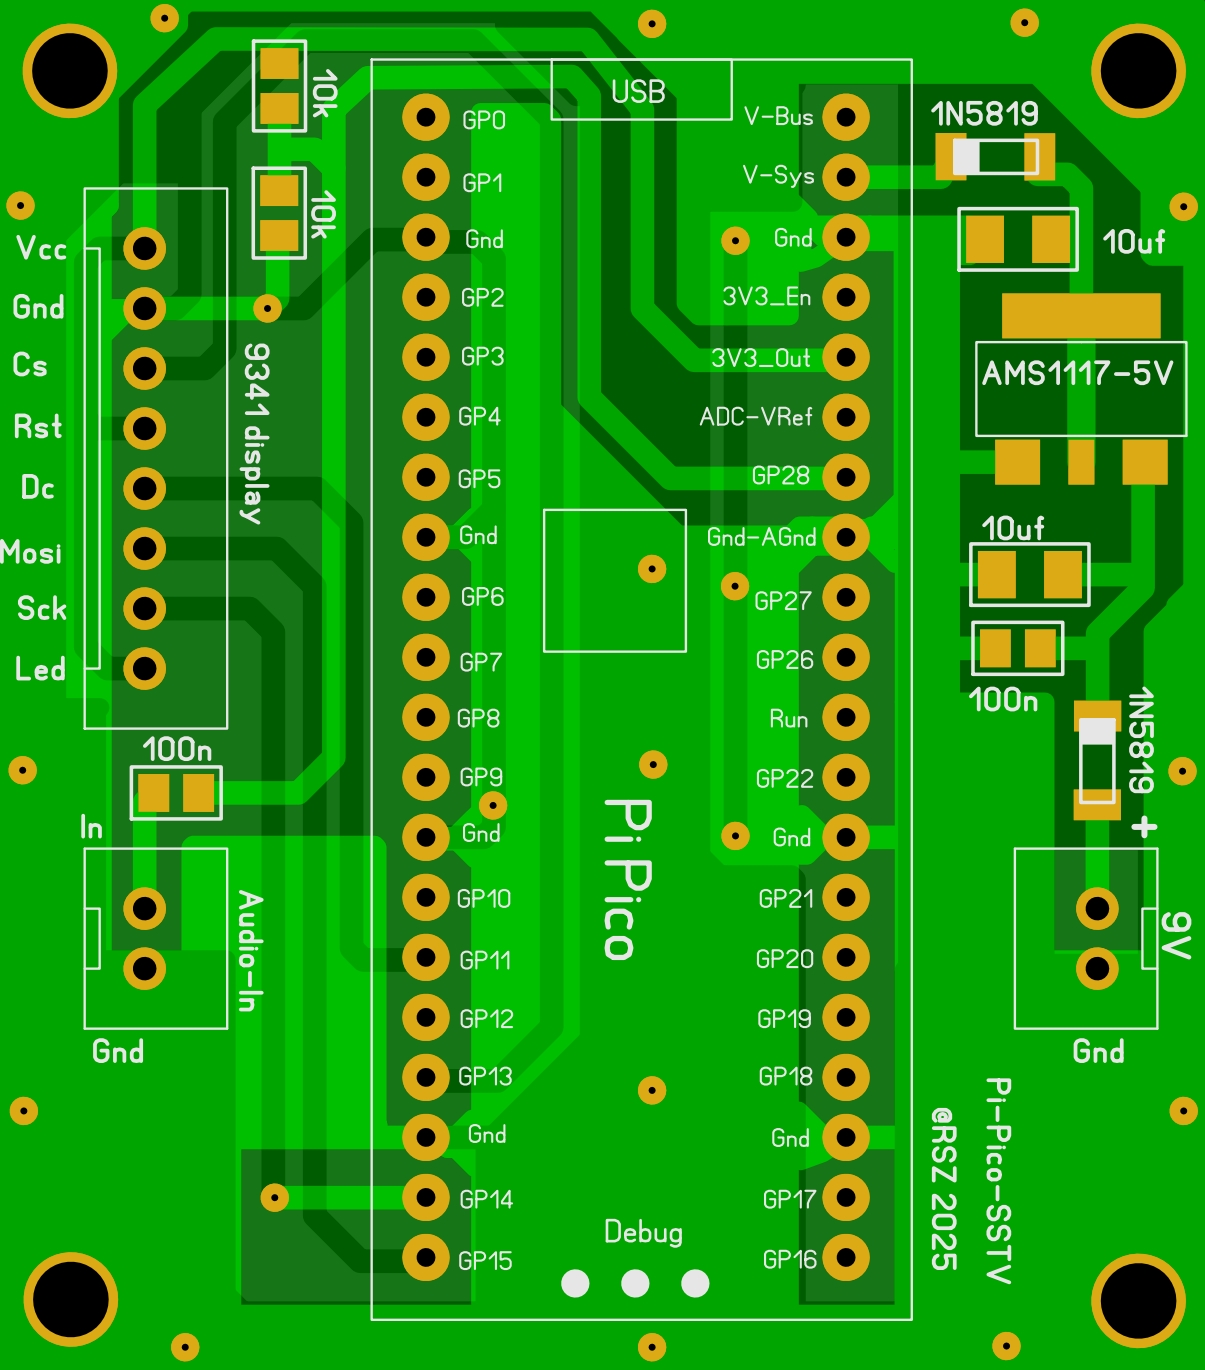 USB
10k
10k
1N5819
10uf
AMS1117-5V
10uf
100n
1N5819
+
9V
Gnd
Vcc
Gnd
Cs
Rst
Dc
Mosi
Sck
Led
9341 display
100n
In
Audio-In
Gnd
GP0
GP1
Gnd
GP2
GP3
GP4
GP5
Gnd
GP6
GP7
GP8
GP9
Gnd
GP10
GP11
GP12
GP13
Gnd
GP14
GP15
V-Bus
V-Sys
Gnd
3V3_En
3V3_Out
ADC-VRef
GP28
Gnd-AGnd
GP27
GP26
Run
GP22
Gnd
GP21
GP20
GP19
GP18
Gnd
GP17
GP16
Pi Pico
Debug
Pi-Pico-SSTV
@RSZ 2025